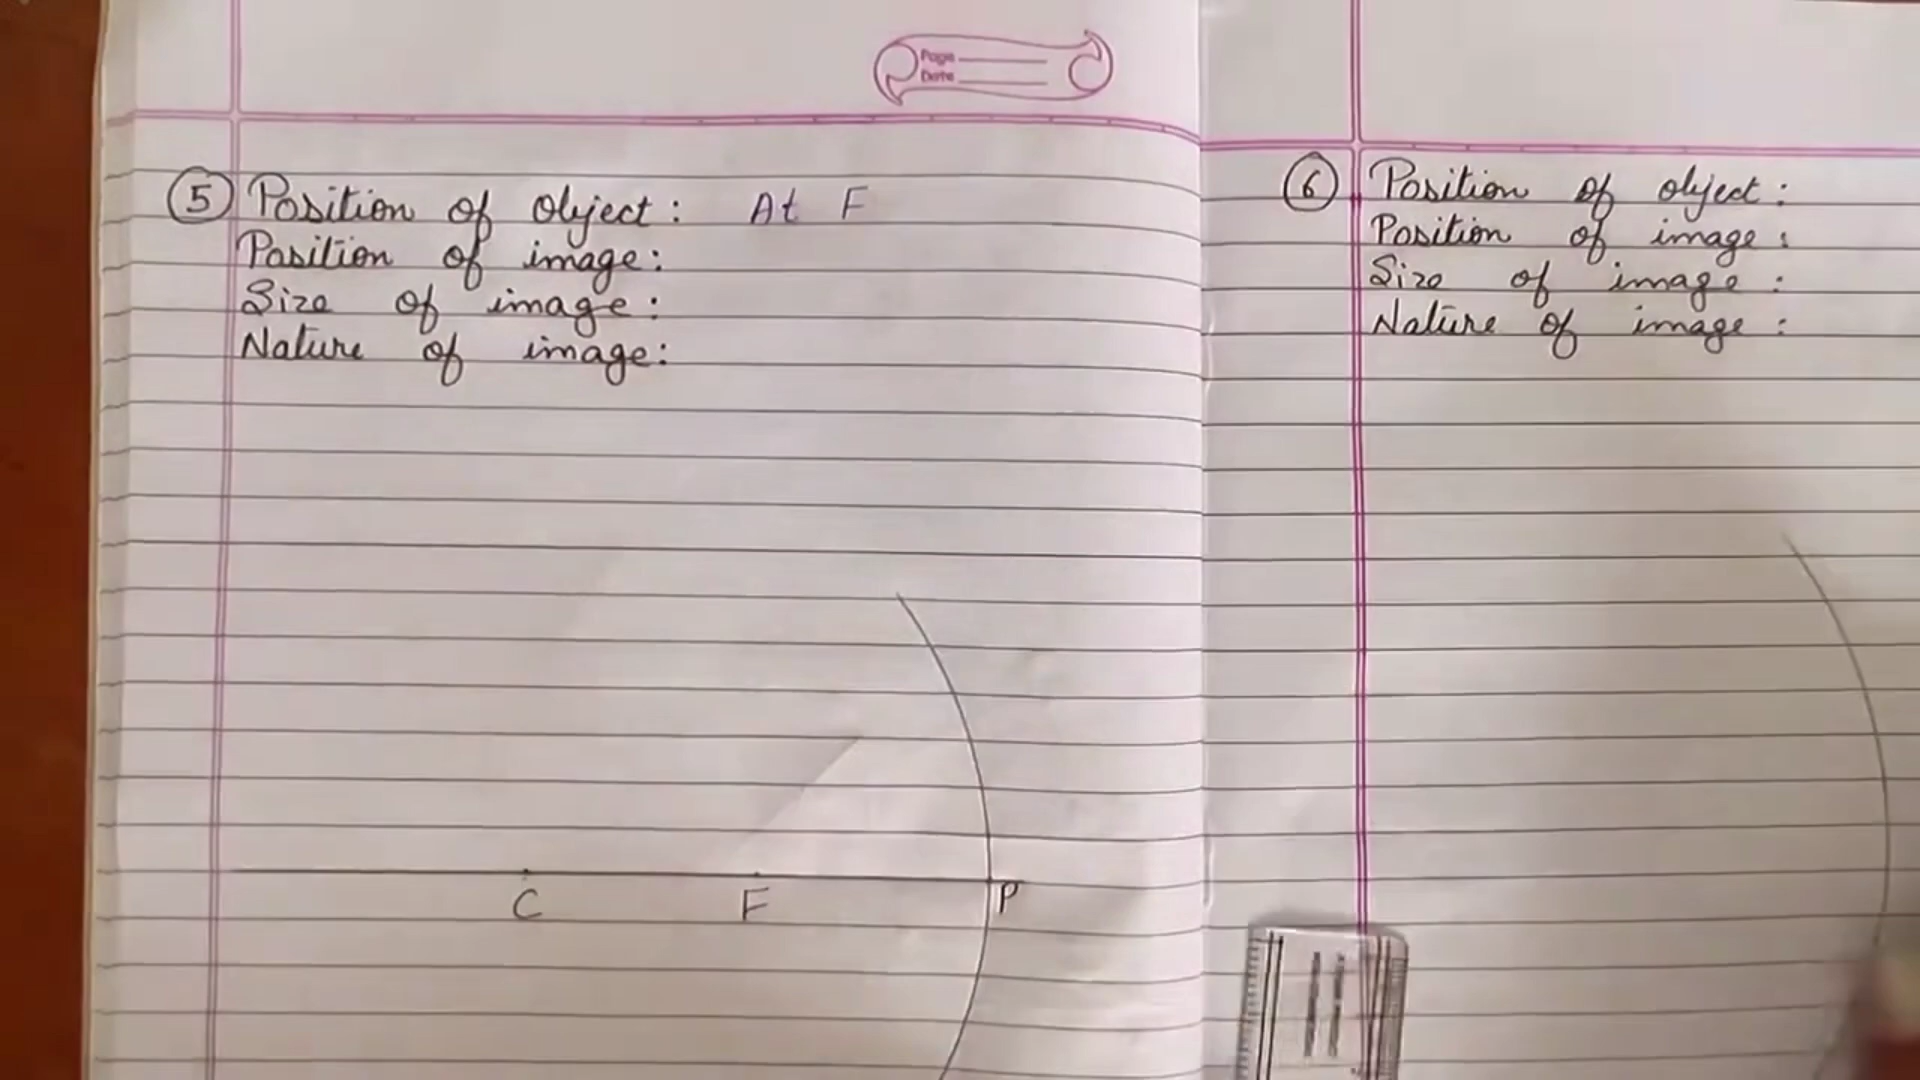 Page
Date
⑤ Position of object: At F
Position of image:
Size of image:
Nature of image:
C F P
⑥ Position of object:
Position of image:
Size of image:
Nature of image: